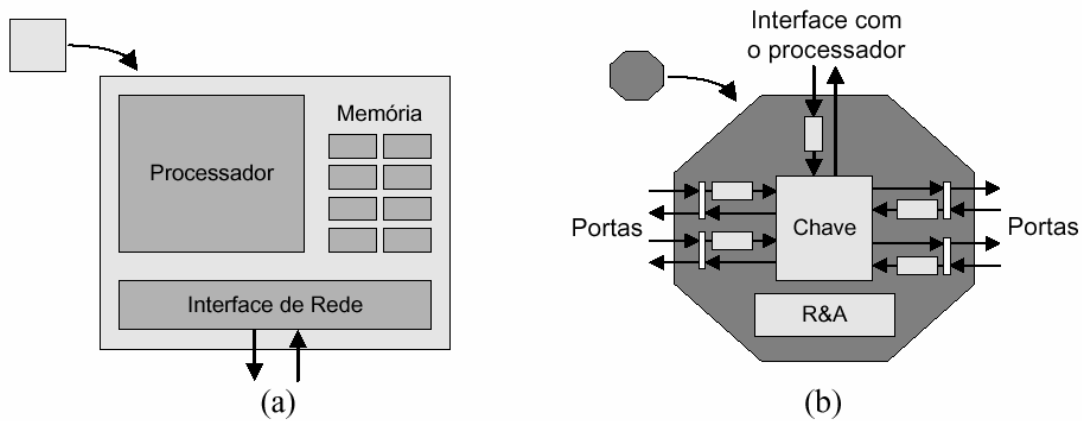 Processador
Memória
Interface de Rede
(a)
Interface com
o processador
Portas
Chave
Portas
R&A
(b)